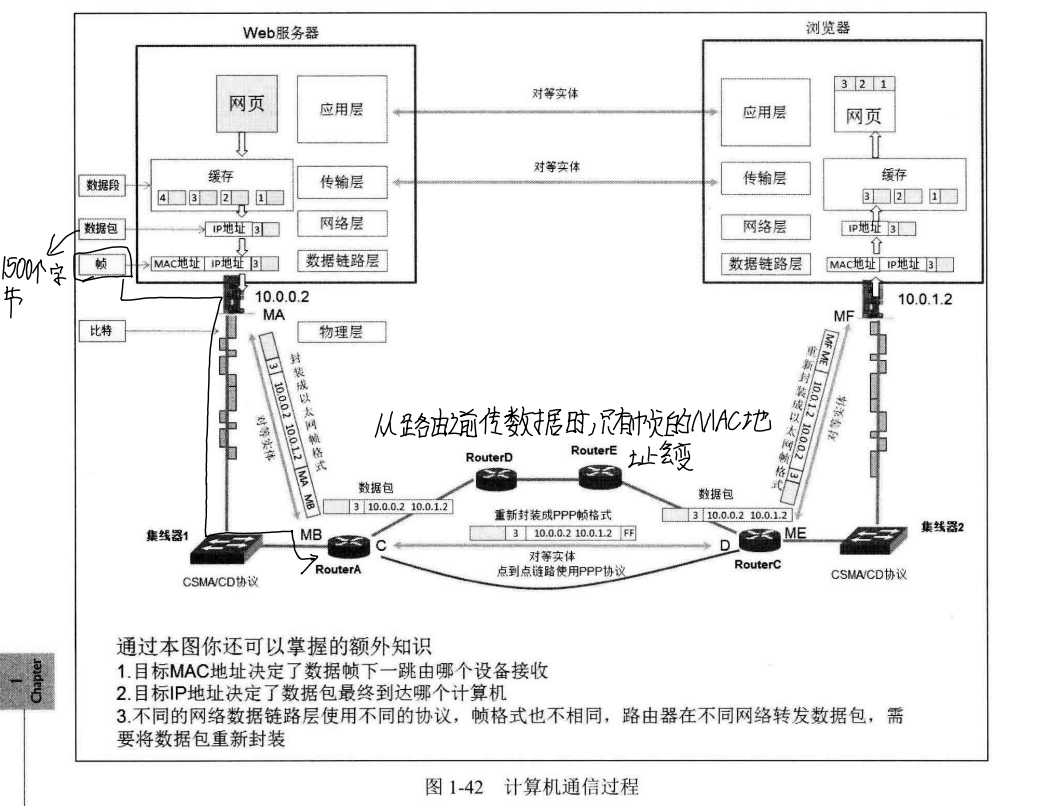 Web服务器
浏览器
网页
应用层
对等实体
应用层
3 2 1
网页
数据段
缓存
4 3 2 1
传输层
对等实体
传输层
缓存
3 2 1
数据包
IP地址 3
网络层
网络层
IP地址 3
1500个字节
帧
MAC地址 IP地址 3
数据链路层
数据链路层
MAC地址 IP地址 3
10.0.0.2
MA
10.0.1.2
MF
比特
物理层
3 10.0.0.2 10.0.1.2 MA MB
封装成以太网帧格式
对等实体
MF ME 10.0.1.2 10.0.0.2 3
重新封装成以太网帧格式
对等实体
从路由之前传数据时,只有帧的MAC地
址会变
RouterD
RouterE
数据包
3 10.0.0.2 10.0.1.2
数据包
3 10.0.0.2 10.0.1.2
重新封装成PPP帧格式
3 10.0.0.2 10.0.1.2 FF
对等实体
点到点链路使用PPP协议
集线器1
CSMA/CD协议
MB
C
RouterA
D
ME
RouterC
集线器2
CSMA/CD协议
通过本图你还可以掌握的额外知识
1.目标MAC地址决定了数据帧下一跳由哪个设备接收
2.目标IP地址决定了数据包最终到达哪个计算机
3.不同的网络数据链路层使用不同的协议，帧格式也不相同，路由器在不同网络转发数据包，需
要将数据包重新封装
1
Chapter
图 1-42 计算机通信过程